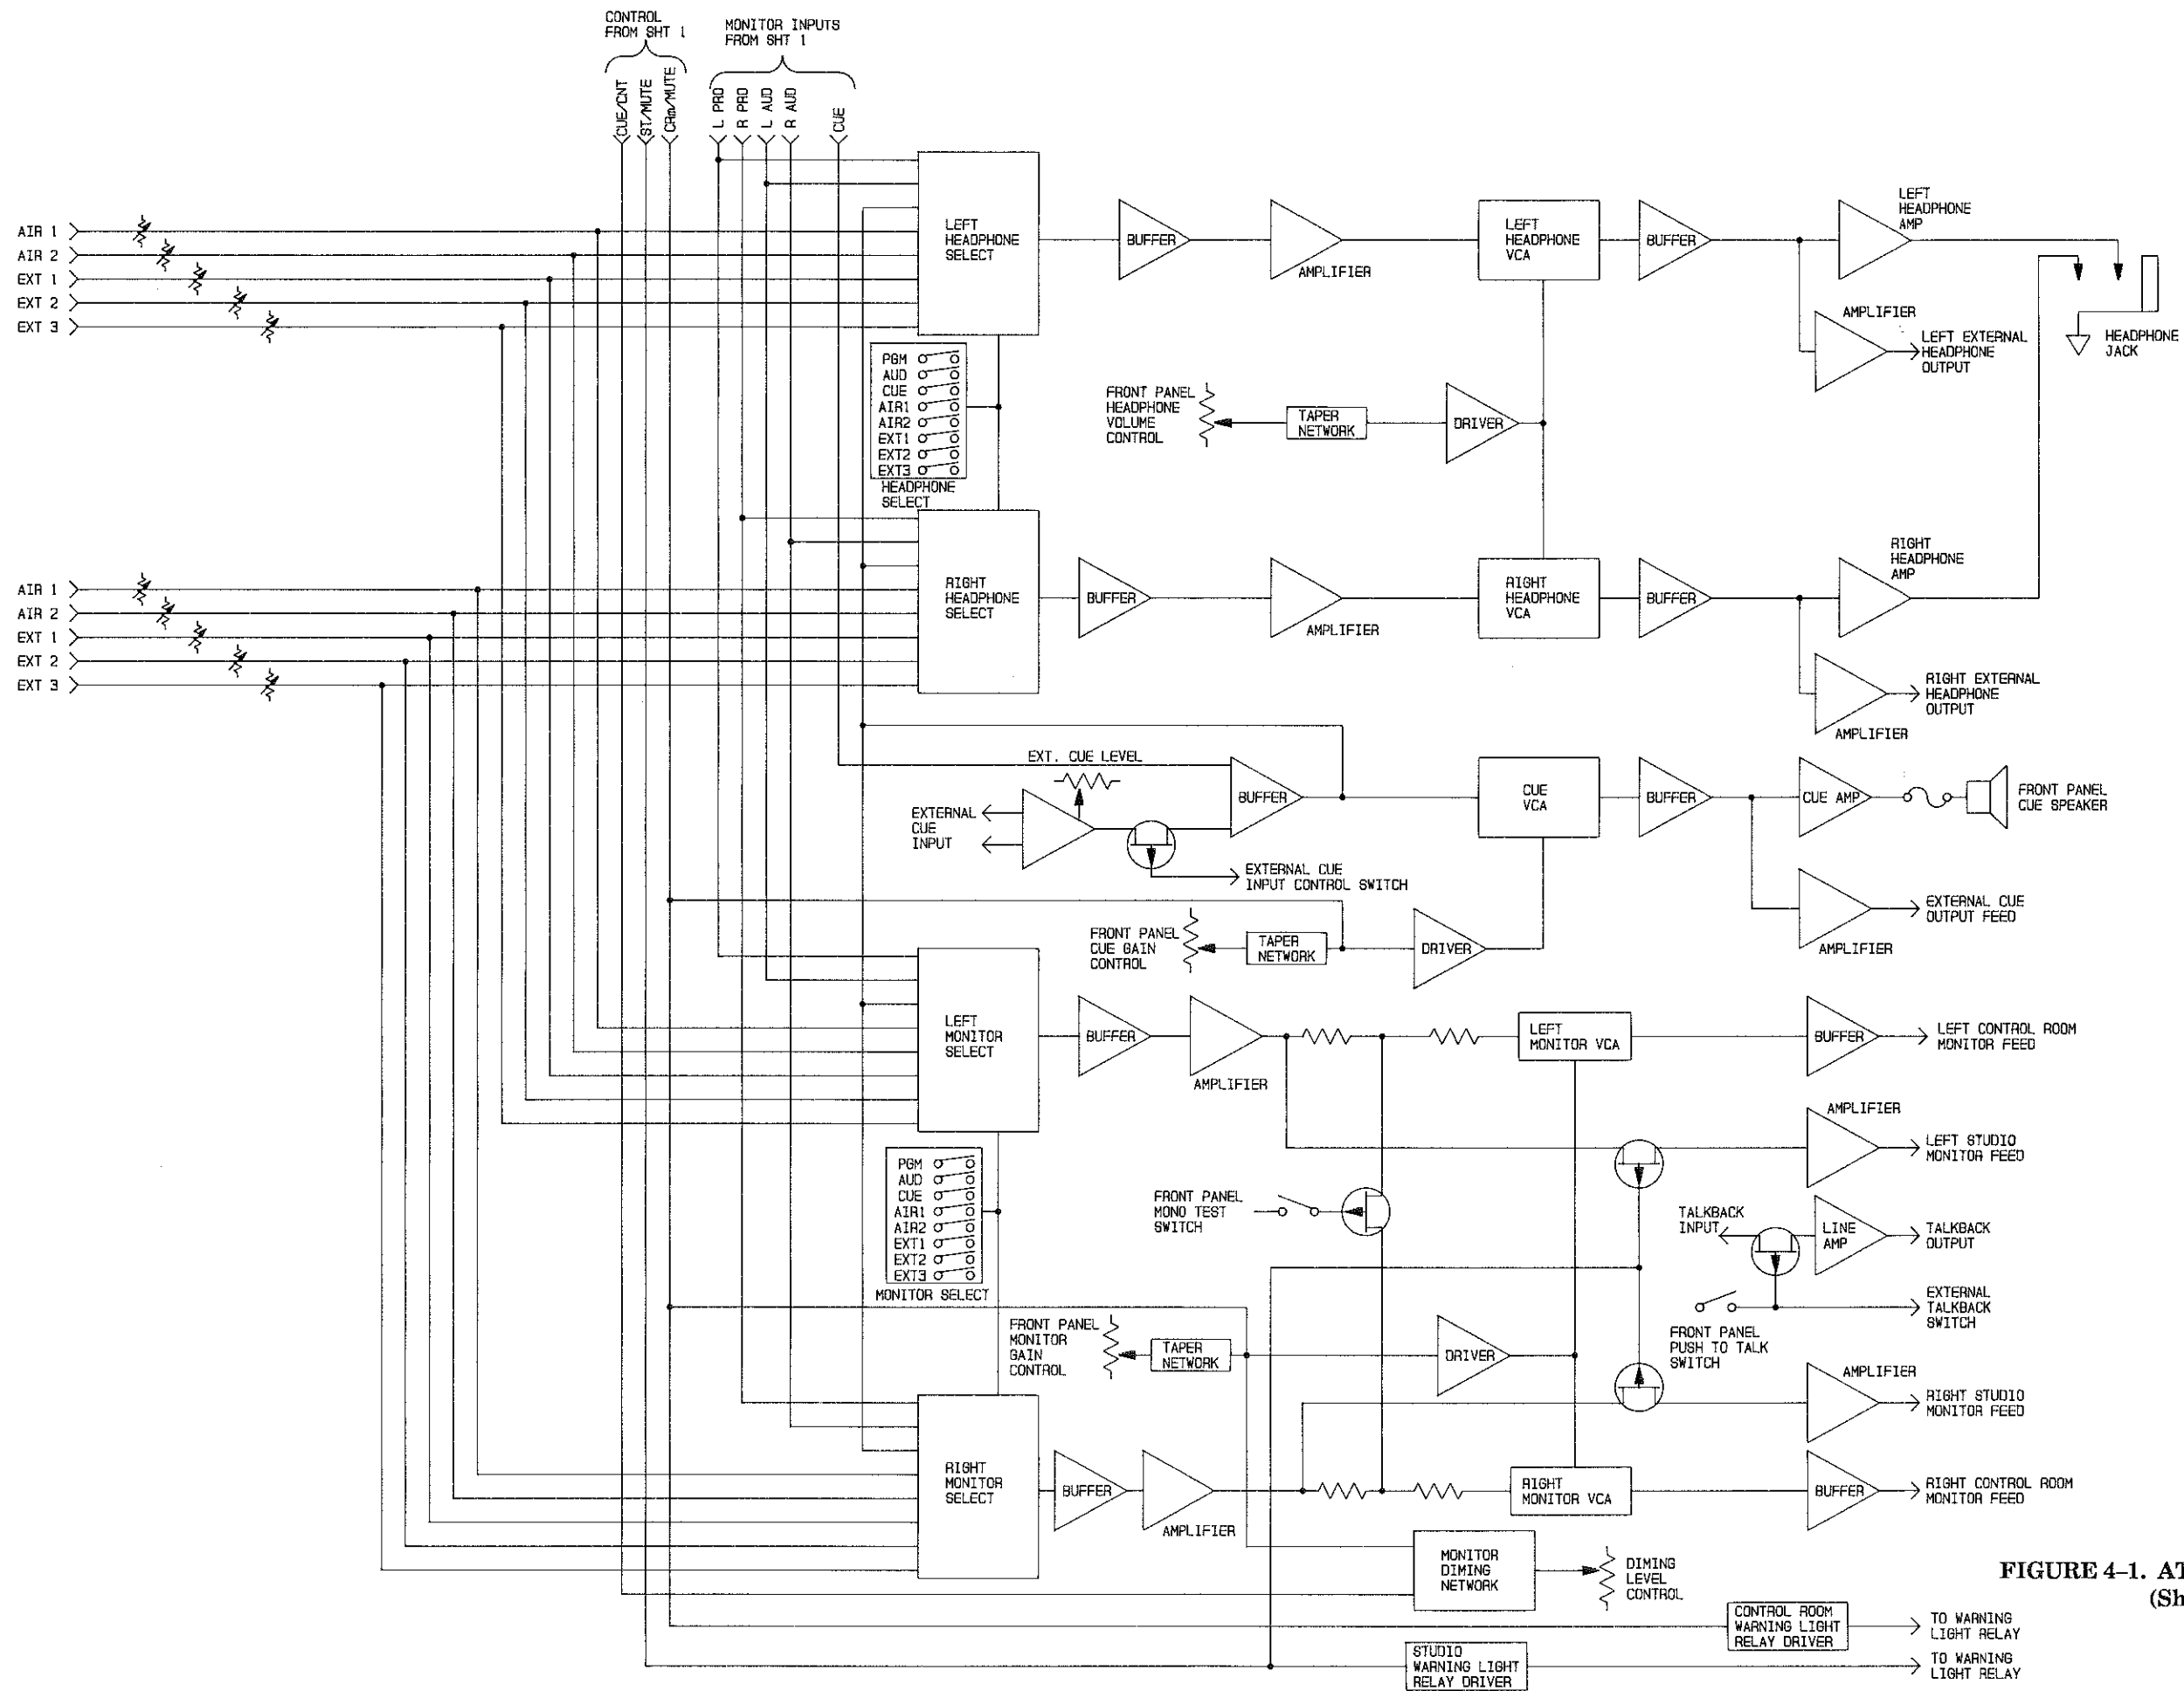 CONTROL
FROM SHT 1
MONITOR INPUTS
FROM SHT 1
CUE/CNT
ST/MUTE
CRm/MUTE
L PRO
R PRO
L AUD
R AUD
CUE
AIR 1
AIR 2
EXT 1
EXT 2
EXT 3
LEFT
HEADPHONE
SELECT
BUFFER
AMPLIFIER
LEFT
HEADPHONE
VCA
BUFFER
LEFT
HEADPHONE
AMP
AMPLIFIER
LEFT EXTERNAL
HEADPHONE
OUTPUT
HEADPHONE
JACK
PGM
AUD
CUE
AIR1
AIR2
EXT1
EXT2
EXT3
HEADPHONE
SELECT
FRONT PANEL
HEADPHONE
VOLUME
CONTROL
TAPER
NETWORK
DRIVER
AIR 1
AIR 2
EXT 1
EXT 2
EXT 3
RIGHT
HEADPHONE
SELECT
BUFFER
AMPLIFIER
RIGHT
HEADPHONE
VCA
BUFFER
RIGHT
HEADPHONE
AMP
RIGHT EXTERNAL
HEADPHONE
OUTPUT
AMPLIFIER
EXT. CUE LEVEL
EXTERNAL
CUE
INPUT
BUFFER
EXTERNAL CUE
INPUT CONTROL SWITCH
CUE
VCA
BUFFER
CUE AMP
FRONT PANEL
CUE SPEAKER
EXTERNAL CUE
OUTPUT FEED
AMPLIFIER
FRONT PANEL
CUE GAIN
CONTROL
TAPER
NETWORK
DRIVER
LEFT
MONITOR
SELECT
BUFFER
AMPLIFIER
LEFT
MONITOR VCA
BUFFER
LEFT CONTROL ROOM
MONITOR FEED
AMPLIFIER
LEFT STUDIO
MONITOR FEED
PGM
AUD
CUE
AIR1
AIR2
EXT1
EXT2
EXT3
MONITOR SELECT
FRONT PANEL
MONO TEST
SWITCH
TALKBACK
INPUT
LINE
AMP
TALKBACK
OUTPUT
EXTERNAL
TALKBACK
SWITCH
FRONT PANEL
PUSH TO TALK
SWITCH
FRONT PANEL
MONITOR
GAIN
CONTROL
TAPER
NETWORK
DRIVER
AMPLIFIER
RIGHT STUDIO
MONITOR FEED
RIGHT
MONITOR
SELECT
BUFFER
AMPLIFIER
RIGHT
MONITOR VCA
BUFFER
RIGHT CONTROL ROOM
MONITOR FEED
MONITOR
DIMING
NETWORK
DIMING
LEVEL
CONTROL
FIGURE 4–1. AT
(Sh
CONTROL ROOM
WARNING LIGHT
RELAY DRIVER
TO WARNING
LIGHT RELAY
STUDIO
WARNING LIGHT
RELAY DRIVER
TO WARNING
LIGHT RELAY